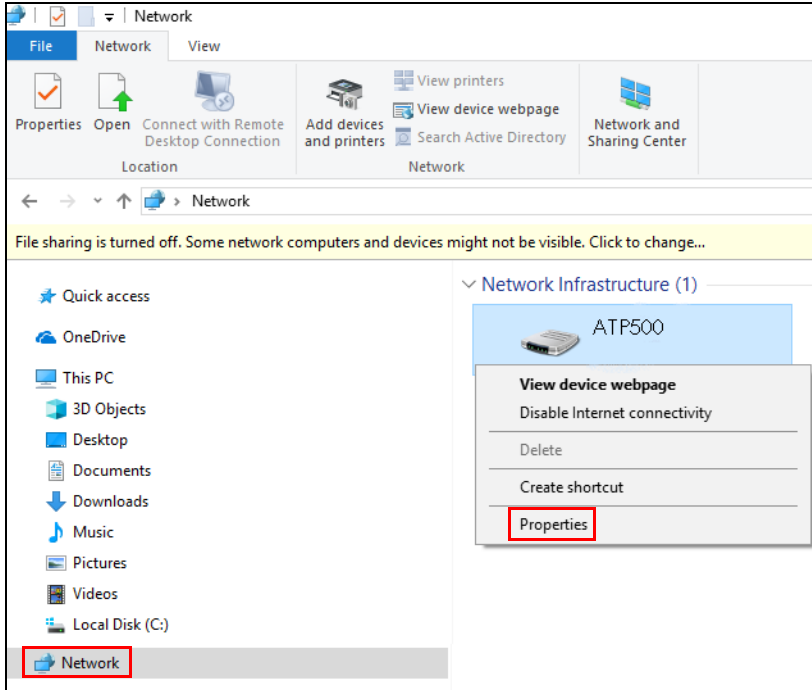 Network
File Network View
Properties Open Connect with Remote Desktop Connection
Location
Add devices and printers
View printers
View device webpage
Search Active Directory
Network
Network and Sharing Center
Network
File sharing is turned off. Some network computers and devices might not be visible. Click to change...
Quick access
OneDrive
This PC
3D Objects
Desktop
Documents
Downloads
Music
Pictures
Videos
Local Disk (C:)
Network
Network Infrastructure (1)
ATP500
View device webpage
Disable Internet connectivity
Delete
Create shortcut
Properties